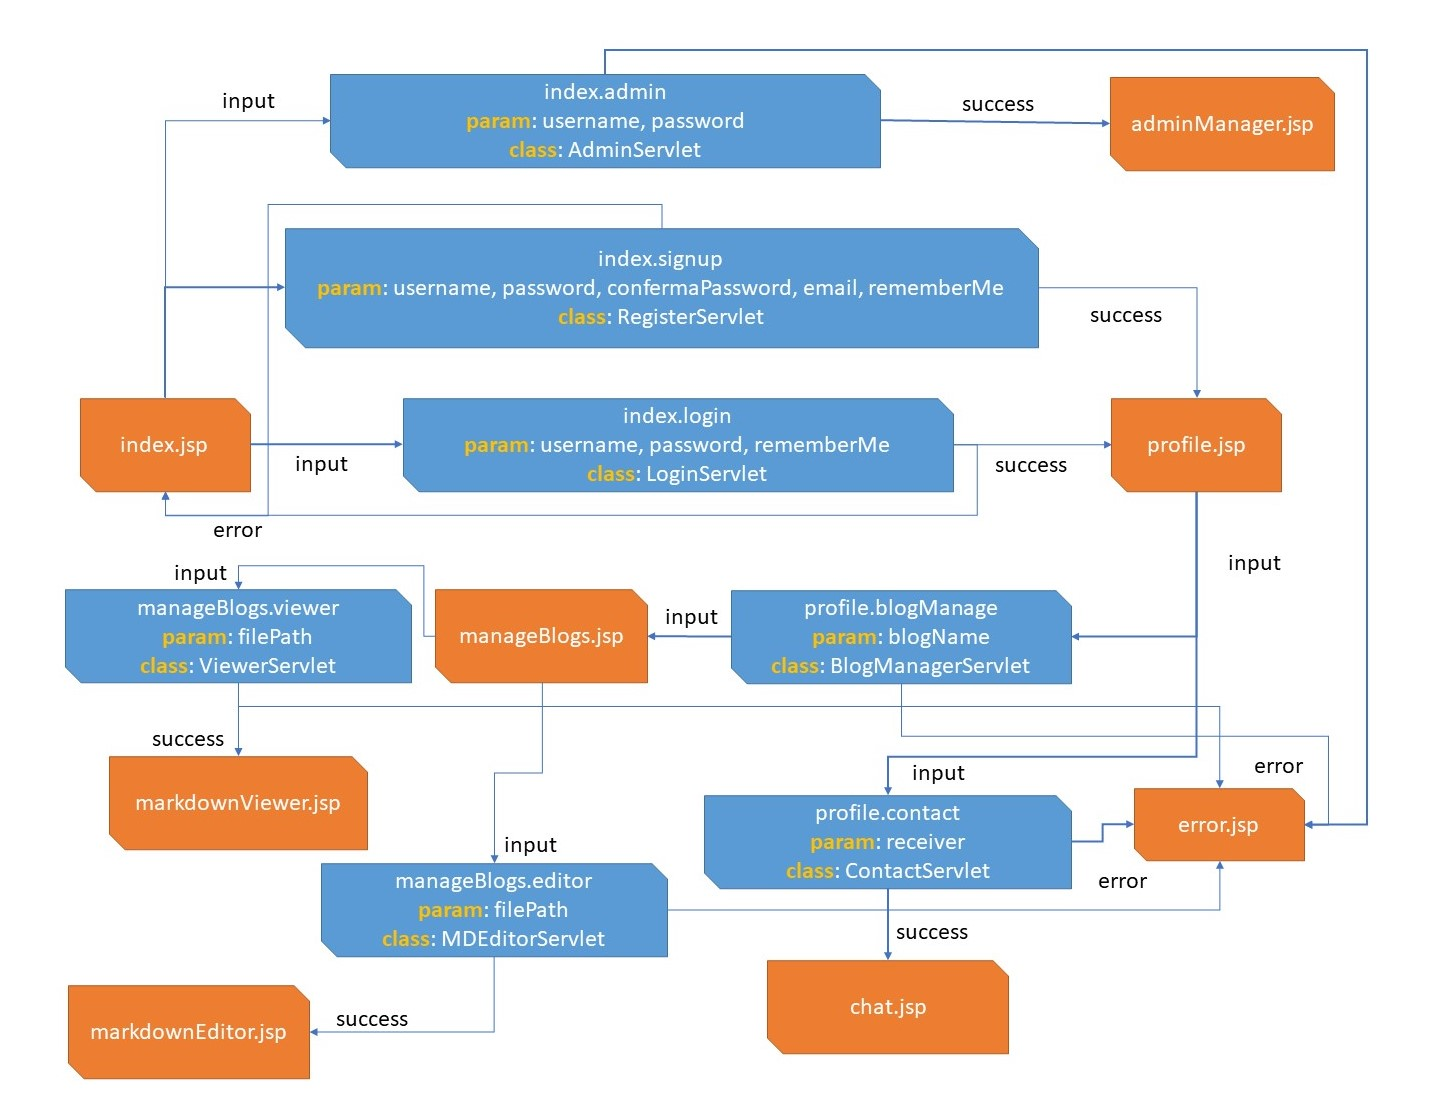 input
index.admin
param: username, password
class: AdminServlet
success
adminManager.jsp
index.signup
param: username, password, confermaPassword, email, rememberMe
class: RegisterServlet
success
index.jsp
input
index.login
param: username, password, rememberMe
class: LoginServlet
success
profile.jsp
error
input
input
manageBlogs.viewer
param: filePath
class: ViewerServlet
manageBlogs.jsp
input
profile.blogManage
param: blogName
class: BlogManagerServlet
success
markdownViewer.jsp
input
error
profile.contact
param: receiver
class: ContactServlet
error.jsp
input
error
manageBlogs.editor
param: filePath
class: MDEditorServlet
success
chat.jsp
markdownEditor.jsp
success